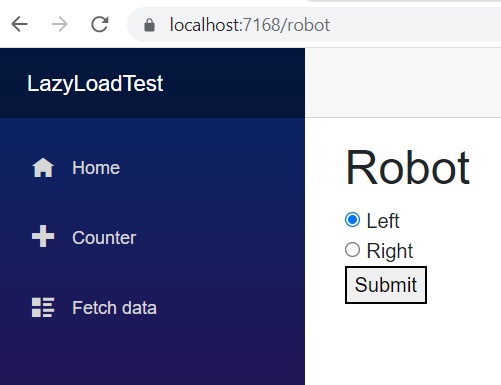 localhost:7168/robot
LazyLoadTest
Home
Counter
Fetch data
Robot
Left
Right
Submit